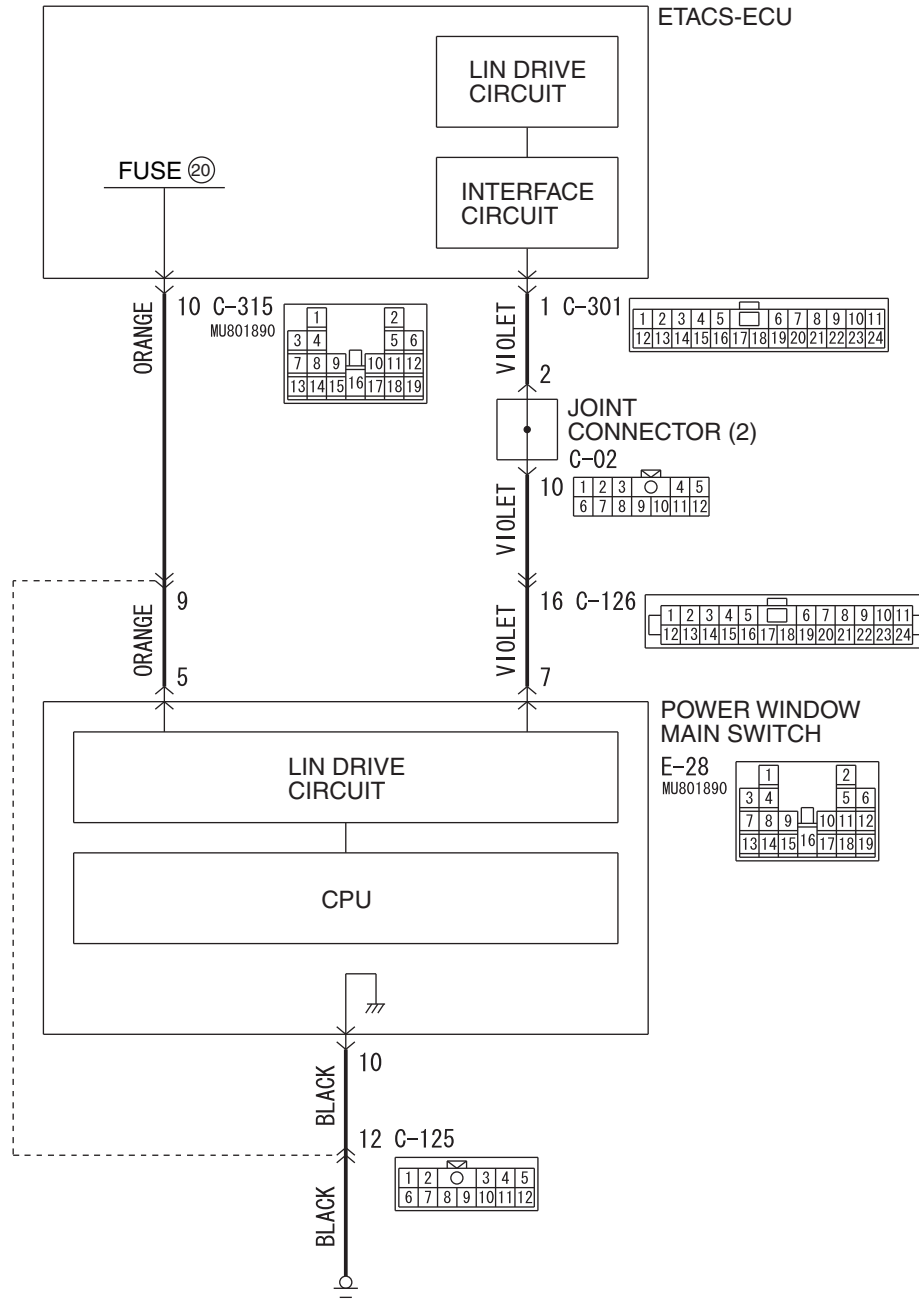 ETACS-ECU
LIN DRIVE
CIRCUIT
FUSE 20
INTERFACE
CIRCUIT
ORANGE
10 C-315
MU801890
1 2
3 4 5 6
7 8 9 10 11 12
13 14 15 16 17 18 19
VIOLET
1 C-301
1 2 3 4 5 6 7 8 9 10 11
12 13 14 15 16 17 18 19 20 21 22 23 24
2
JOINT
CONNECTOR (2)
C-02
10
1 2 3 4 5
6 7 8 9 10 11 12
VIOLET
9
16 C-126
1 2 3 4 5 6 7 8 9 10 11
12 13 14 15 16 17 18 19 20 21 22 23 24
ORANGE
VIOLET
5
7
POWER WINDOW
MAIN SWITCH
E-28
MU801890
1 2
3 4 5 6
7 8 9 10 11 12
13 14 15 16 17 18 19
LIN DRIVE
CIRCUIT
CPU
10
BLACK
12 C-125
1 2 3 4 5
6 7 8 9 10 11 12
BLACK